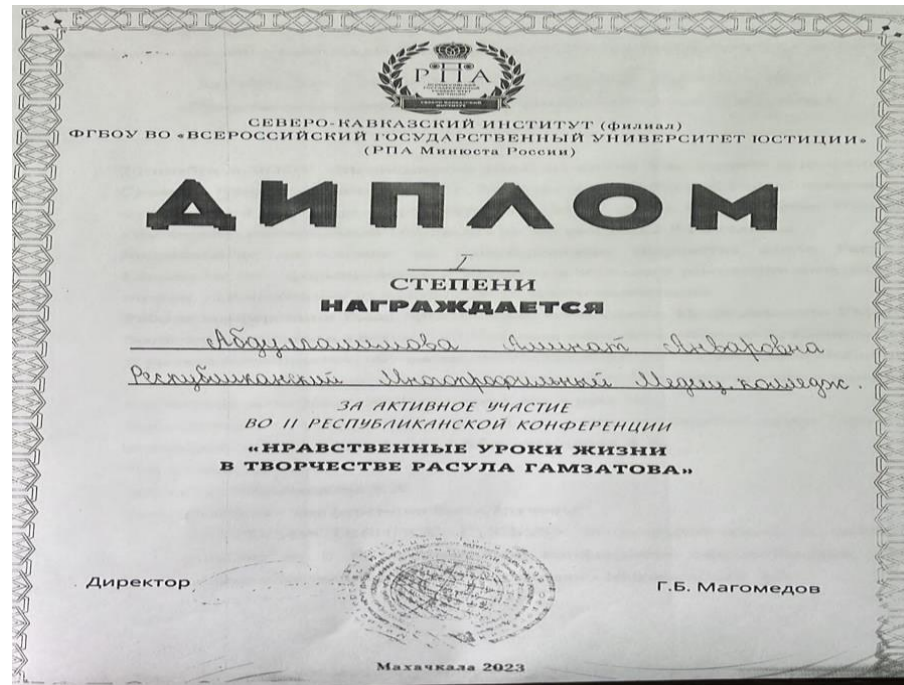 РПА
СЕВЕРО-КАВКАЗСКИЙ ИНСТИТУТ (филиал)
ФГБОУ ВО «ВСЕРОССИЙСКИЙ ГОСУДАРСТВЕННЫЙ УНИВЕРСИТЕТ ЮСТИЦИИ»
(РПА Минюста России)
ДИПЛОМ
I
СТЕПЕНИ
НАГРАЖДАЕТСЯ
Абдулгалимова Аминат Анваровна
Республиканский Многопрофильный Медиц. колледж.
ЗА АКТИВНОЕ УЧАСТИЕ
ВО II РЕСПУБЛИКАНСКОЙ КОНФЕРЕНЦИИ
«НРАВСТВЕННЫЕ УРОКИ ЖИЗНИ
В ТВОРЧЕСТВЕ РАСУЛА ГАМЗАТОВА»
Директор Г.Б. Магомедов
Махачкала 2023